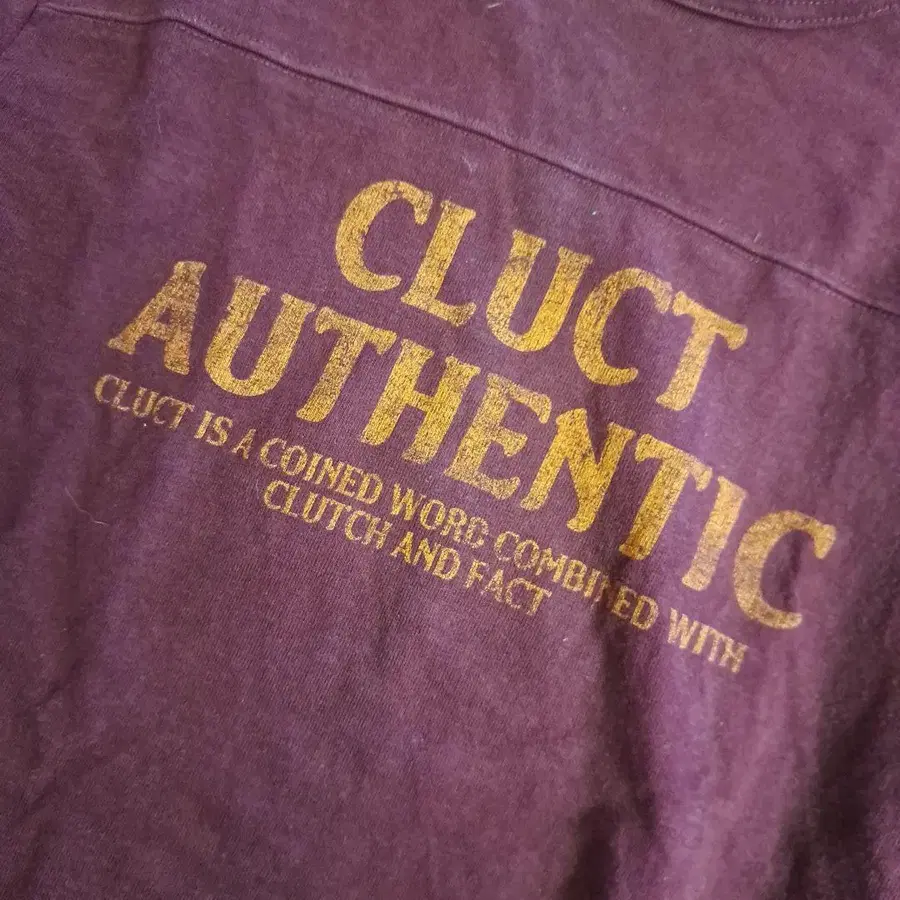 CLUCT
AUTHENTIC
CLUCT IS A COINED WORD COMBINED WITH
CLUTCH AND FACT